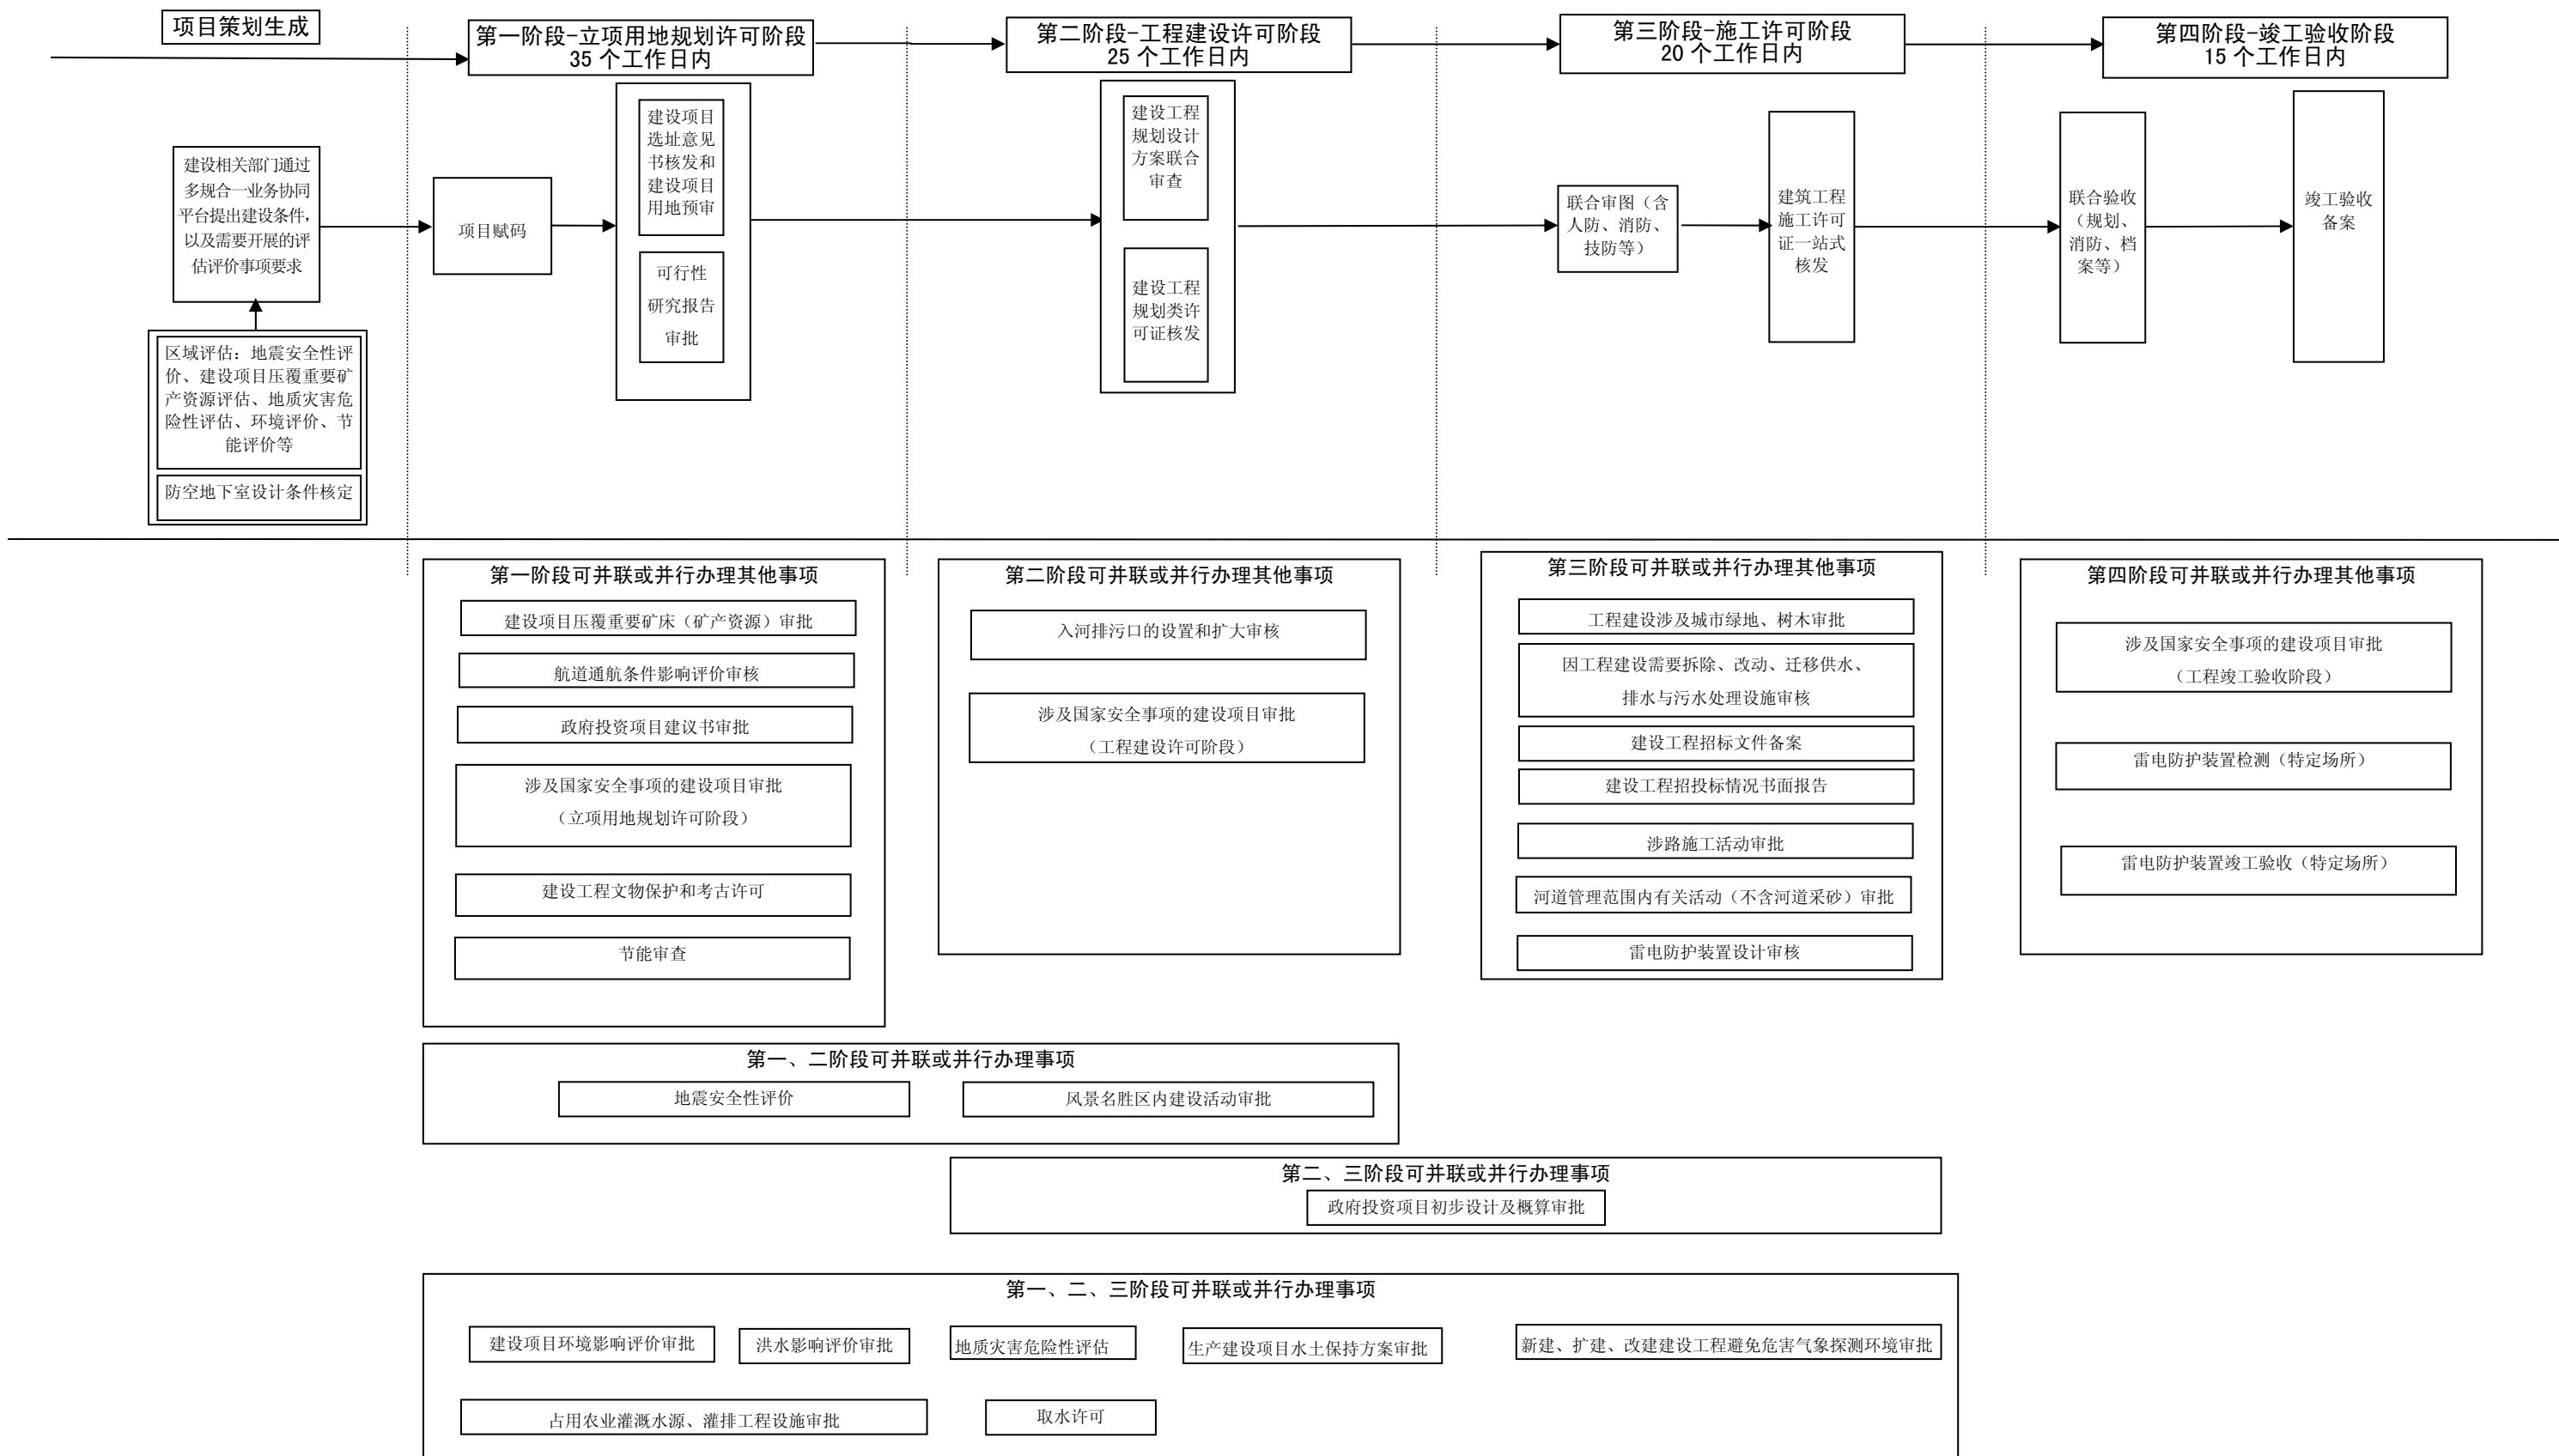 项目策划生成
第一阶段-立项用地规划许可阶段
35 个工作日内
第二阶段-工程建设许可阶段
25 个工作日内
第三阶段-施工许可阶段
20 个工作日内
第四阶段-竣工验收阶段
15 个工作日内
建设相关部门通过
多规合一业务协同
平台提出建设条件，
以及需要开展的评
估评价事项要求
区域评估：地震安全性评
价、建设项目压覆重要矿
产资源评估、地质灾害危
险性评估、环境评价、节
能评价等
防空地下室设计条件核定
项目赋码
建设项目
选址意见
书核发和
建设项目
用地预审
可行性
研究报告
审批
建设工程
规划设计
方案联合
审查
建设工程
规划类许
可证核发
联合审图（含
人防、消防、
技防等）
建筑工程
施工许可
证一站式
核发
联合验收
（规划、
消防、档
案等）
竣工验收
备案
第一阶段可并联或并行办理其他事项
建设项目压覆重要矿床（矿产资源）审批
航道通航条件影响评价审核
政府投资项目建议书审批
涉及国家安全事项的建设项目审批
（立项用地规划许可阶段）
建设工程文物保护和考古许可
节能审查
第二阶段可并联或并行办理其他事项
入河排污口的设置和扩大审核
涉及国家安全事项的建设项目审批
（工程建设许可阶段）
第三阶段可并联或并行办理其他事项
工程建设涉及城市绿地、树木审批
因工程建设需要拆除、改动、迁移供水、
排水与污水处理设施审核
建设工程招标文件备案
建设工程招投标情况书面报告
涉路施工活动审批
河道管理范围内有关活动（不含河道采砂）审批
雷电防护装置设计审核
第四阶段可并联或并行办理其他事项
涉及国家安全事项的建设项目审批
（工程竣工验收阶段）
雷电防护装置检测（特定场所）
雷电防护装置竣工验收（特定场所）
第一、二阶段可并联或并行办理事项
地震安全性评价
风景名胜区内建设活动审批
第二、三阶段可并联或并行办理事项
政府投资项目初步设计及概算审批
第一、二、三阶段可并联或并行办理事项
建设项目环境影响评价审批
洪水影响评价审批
地质灾害危险性评估
生产建设项目水土保持方案审批
新建、扩建、改建建设工程避免危害气象探测环境审批
占用农业灌溉水源、灌排工程设施审批
取水许可